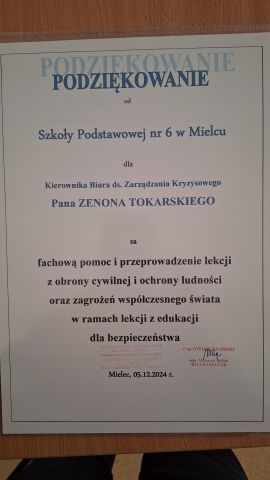 PODZIĘKOWANIE
PODZIĘKOWANIE
od
Szkoły Podstawowej nr 6 w Mielcu
dla
Kierownika Biura ds. Zarządzania Kryzysowego
Pana ZENONA TOKARSKIEGO
za
fachową pomoc i przeprowadzenie lekcji
z obrony cywilnej i ochrony ludności
oraz zagrożeń współczesnego świata
w ramach lekcji z edukacji
dla bezpieczeństwa
WICEDYREKTOR
Mielec, 05.12.2024 r.